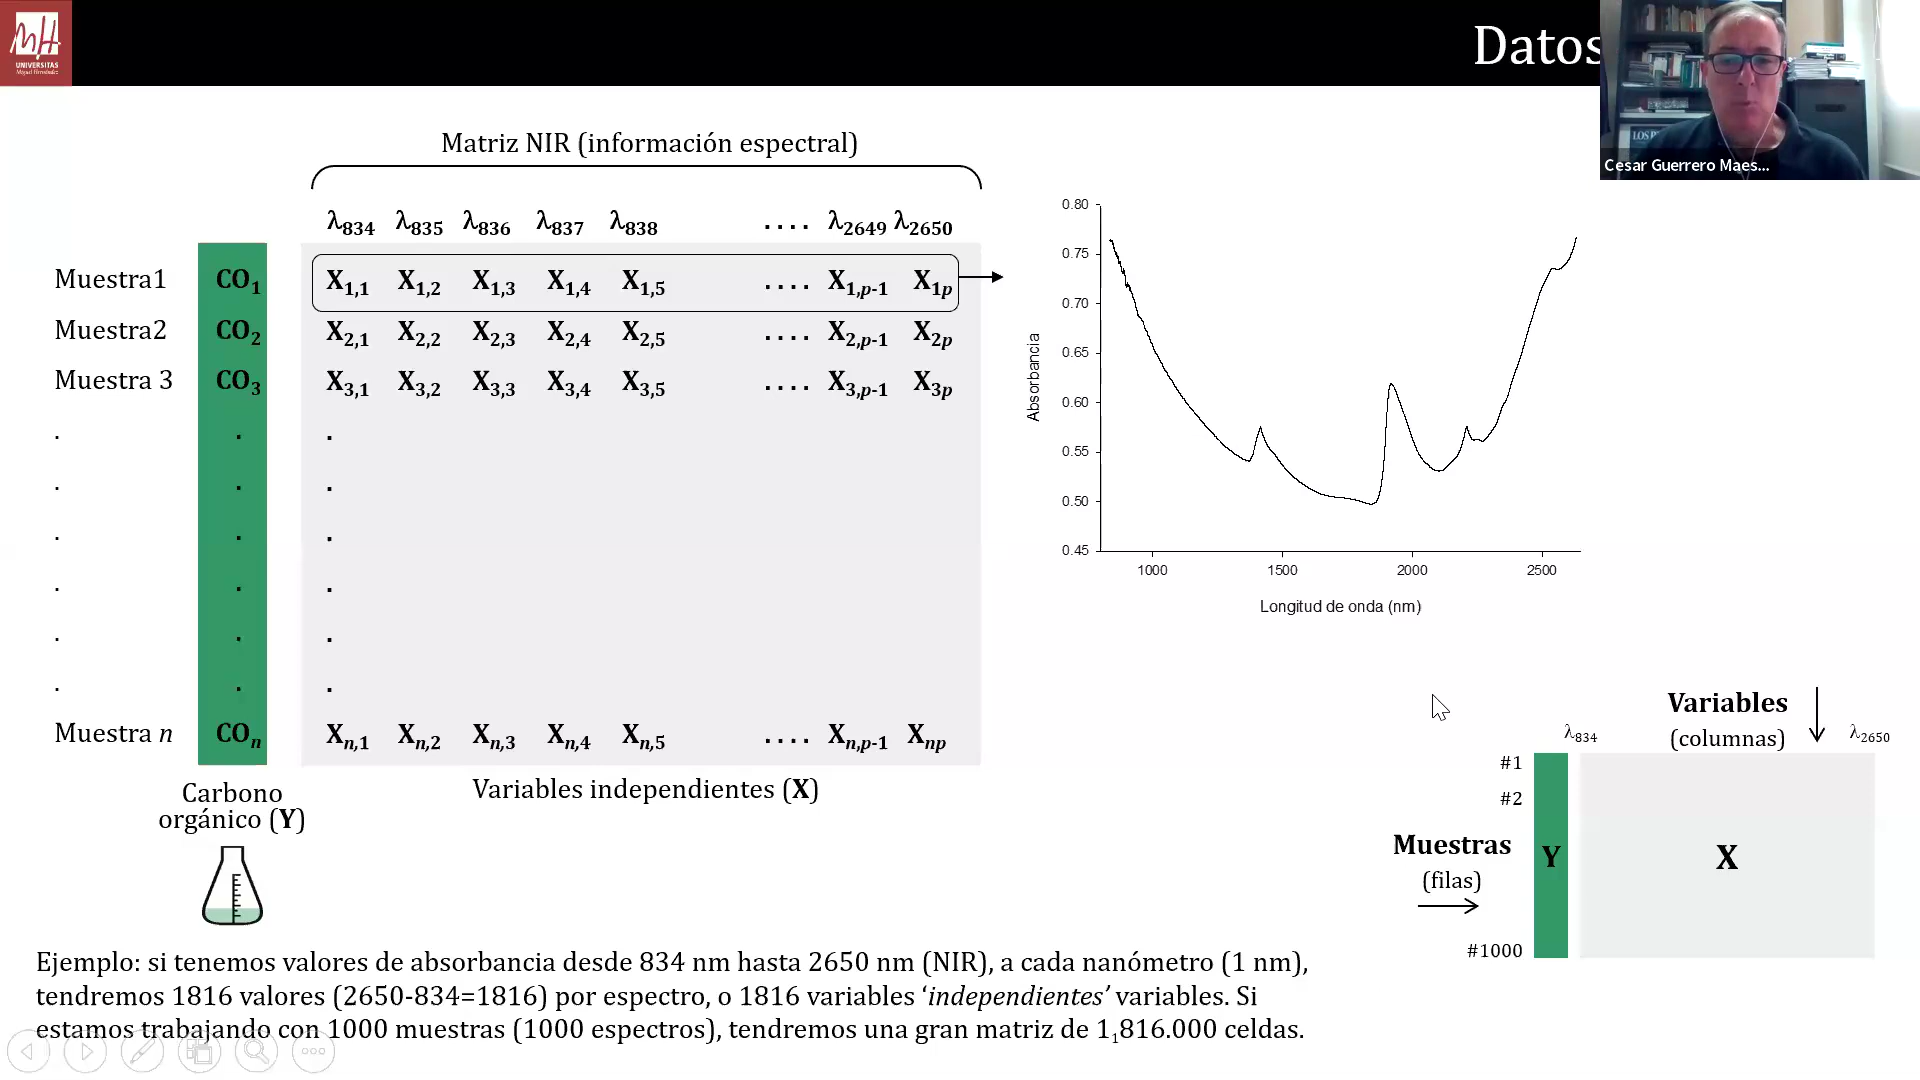 UNIVERSITAS
Miguel Hernández
Datos
Cesar Guerrero Maes...
Matriz NIR (información espectral)
λ834 λ835 λ836 λ837 λ838 .... λ2649 λ2650
Muestra1 CO1 X1,1 X1,2 X1,3 X1,4 X1,5 .... X1,p-1 X1p
Muestra2 CO2 X2,1 X2,2 X2,3 X2,4 X2,5 .... X2,p-1 X2p
Muestra 3 CO3 X3,1 X3,2 X3,3 X3,4 X3,5 .... X3,p-1 X3p
. . .
. . .
. . .
. . .
. . .
. . .
Muestra n COn Xn,1 Xn,2 Xn,3 Xn,4 Xn,5 .... Xn,p-1 Xnp
Carbono
orgánico (Y)
Variables independientes (X)
0.80
0.75
0.70
0.65
0.60
0.55
0.50
0.45
Absorbancia
1000 1500 2000 2500
Longitud de onda (nm)
Variables
(columnas)
λ834 λ2650
#1
#2
Muestras
(filas)
#1000
Y X
Ejemplo: si tenemos valores de absorbancia desde 834 nm hasta 2650 nm (NIR), a cada nanómetro (1 nm),
tendremos 1816 valores (2650-834=1816) por espectro, o 1816 variables ‘independientes’ variables. Si
estamos trabajando con 1000 muestras (1000 espectros), tendremos una gran matriz de 1₁816.000 celdas.